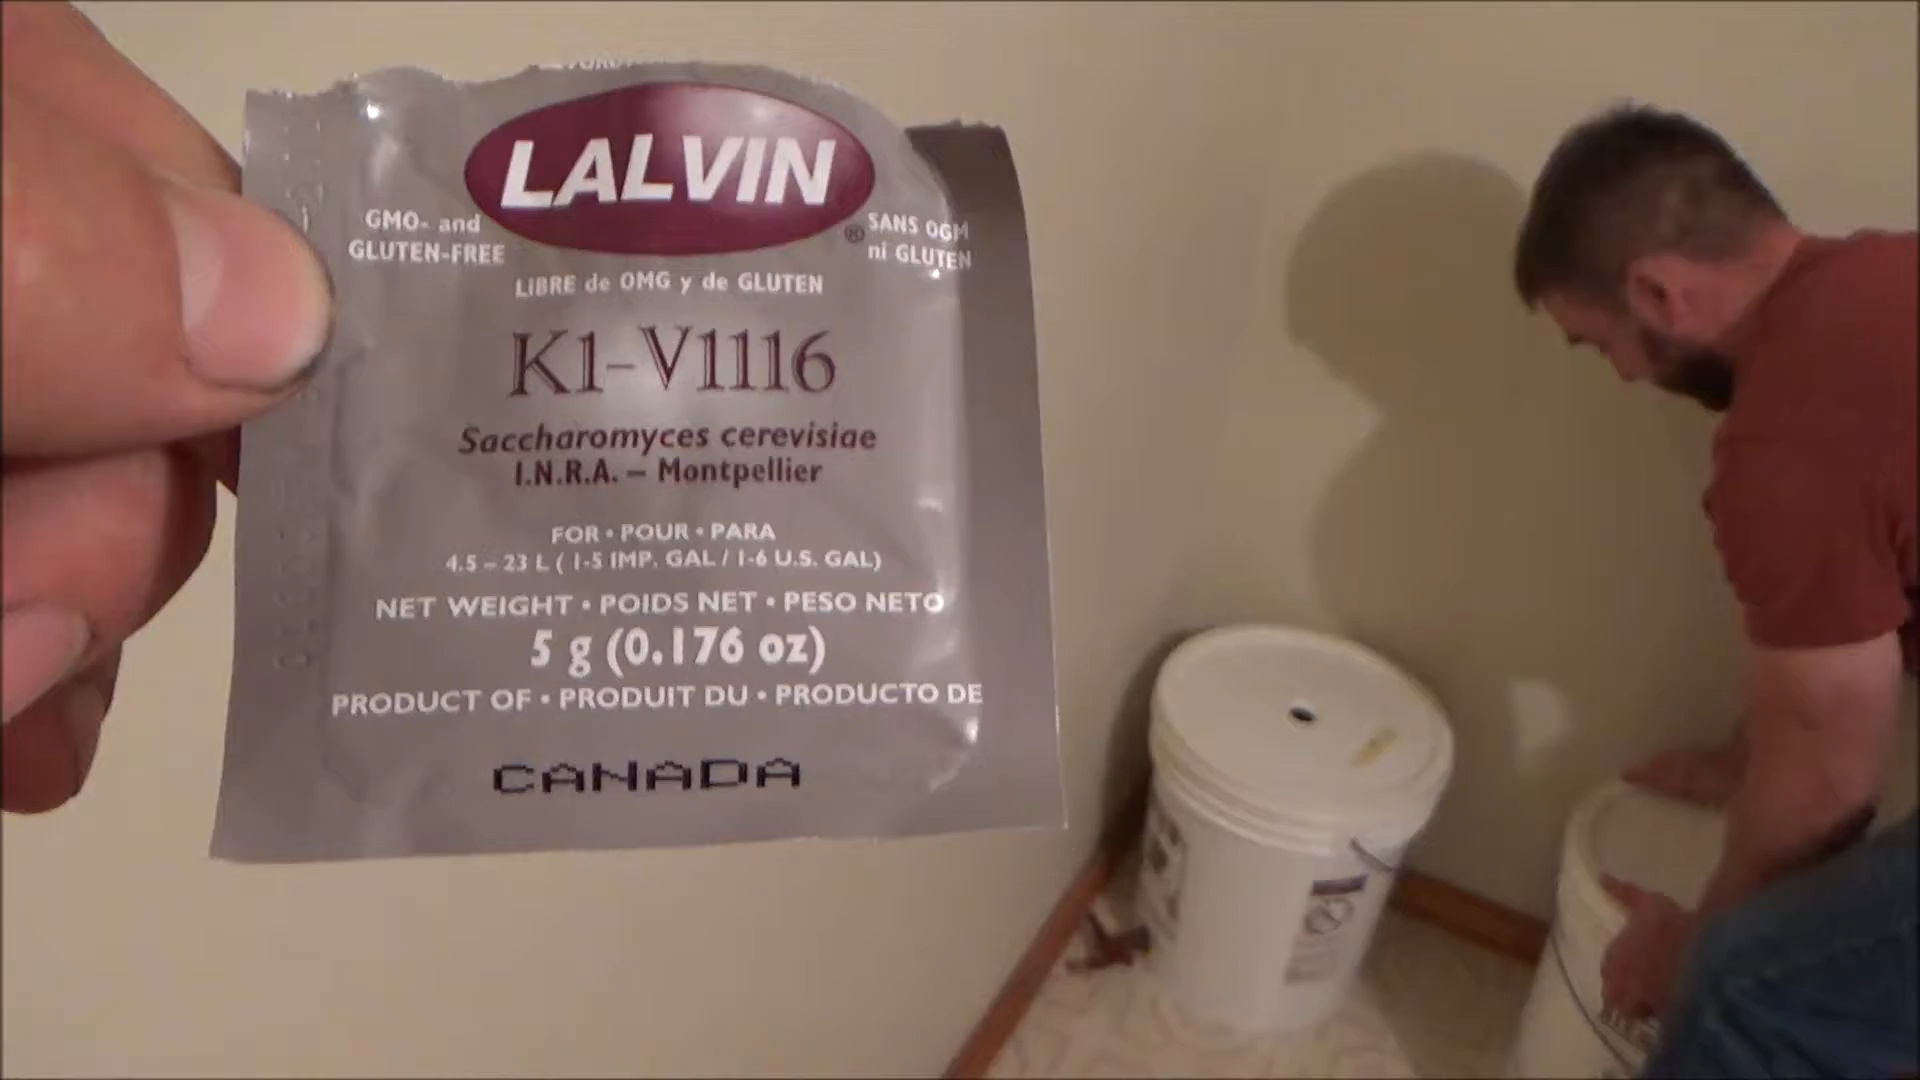 LALVIN
®
GMO- and
GLUTEN-FREE
SANS OGM
ni GLUTEN
LIBRE de OMG y de GLUTEN
K1-V1116
Saccharomyces cerevisiae
I.N.R.A. – Montpellier
FOR • POUR • PARA
4.5 – 23 L ( 1-5 IMP. GAL / 1-6 U.S. GAL)
NET WEIGHT • POIDS NET • PESO NETO
5 g (0.176 oz)
PRODUCT OF • PRODUIT DU • PRODUCTO DE
CANADA